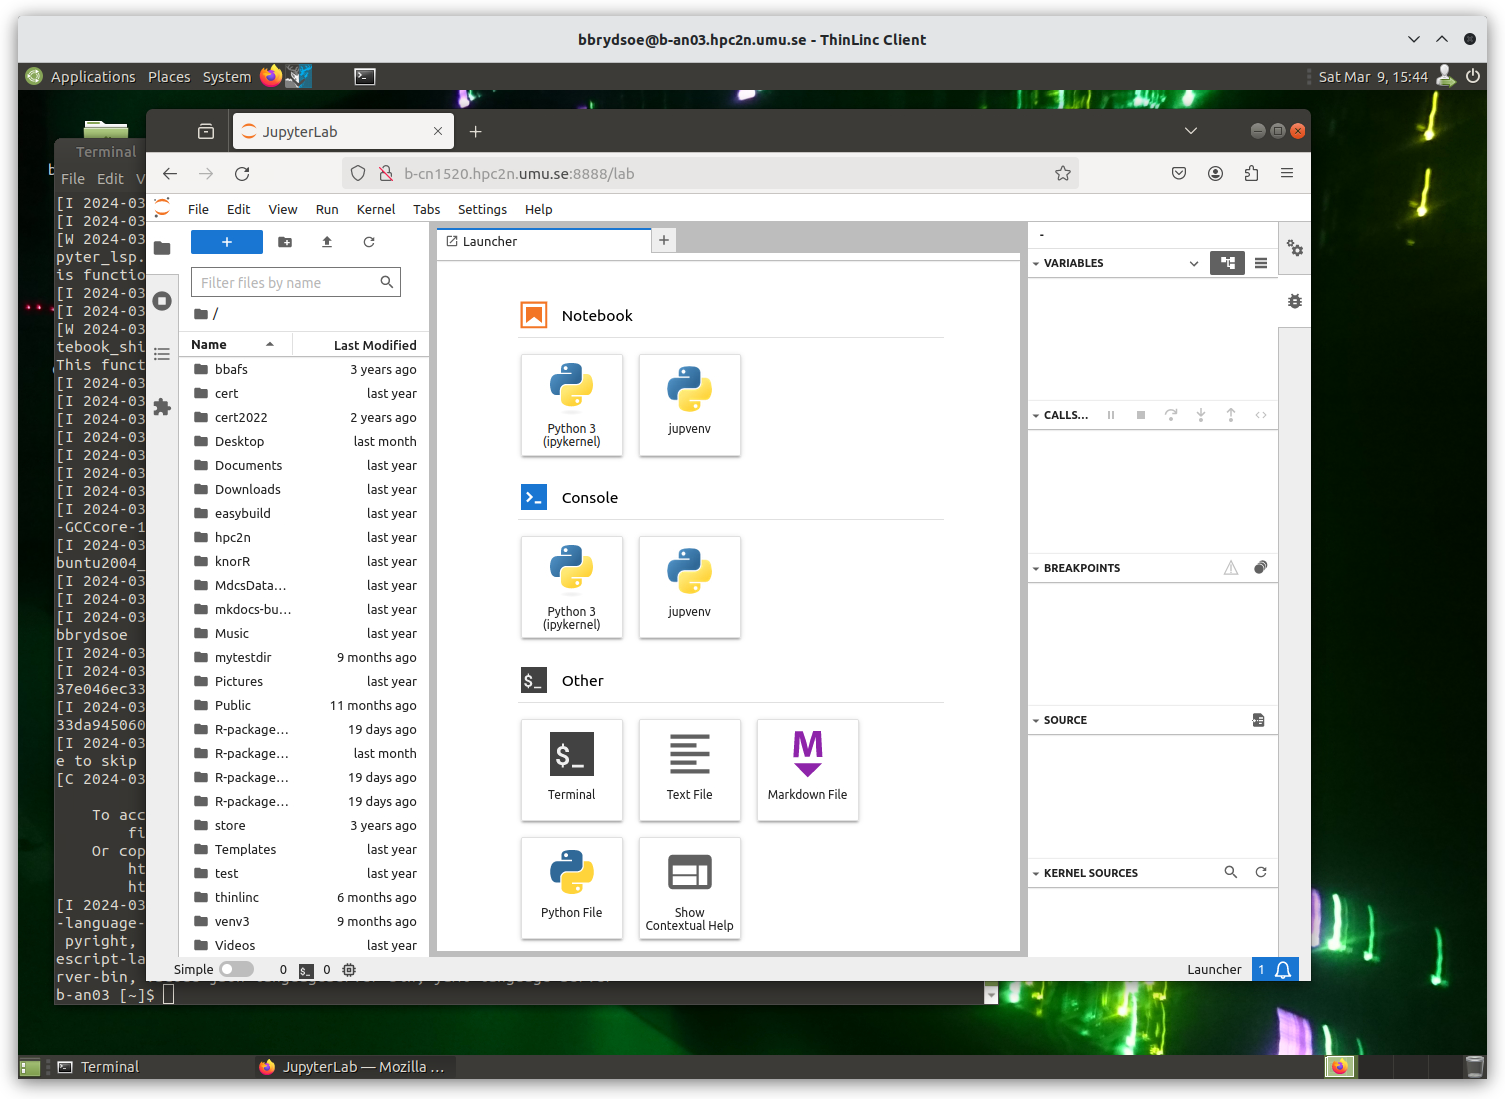 bbrydsoe@b-an03.hpc2n.umu.se - ThinLinc Client
Applications Places System
Sat Mar 9, 15:44
Terminal
File Edit V
[I 2024-03
[I 2024-03
[W 2024-03
pyter_lsp.
is functio
[I 2024-03
[I 2024-03
[W 2024-03
tebook_shi
This funct
[I 2024-03
[I 2024-03
[I 2024-03
[I 2024-03
[I 2024-03
[I 2024-03
[I 2024-03
[I 2024-03
-GCCcore-1
[I 2024-03
buntu2004_
[I 2024-03
[I 2024-03
[I 2024-03
bbrydsoe
[I 2024-03
[I 2024-03
37e046ec33
[I 2024-03
33da945060
[I 2024-03
e to skip
[C 2024-03
To acc
fi
Or cop
ht
ht
[I 2024-03
-language-
pyright,
escript-la
rver-bin,
b-an03 [~]$
JupyterLab
b-cn1520.hpc2n.umu.se:8888/lab
File Edit View Run Kernel Tabs Settings Help
+
Filter files by name
/
Name Last Modified
bbafs 3 years ago
cert last year
cert2022 2 years ago
Desktop last month
Documents last year
Downloads last year
easybuild last year
hpc2n last year
knorR last year
MdcsData... last year
mkdocs-bu... last year
Music last year
mytestdir 9 months ago
Pictures last year
Public 11 months ago
R-package... 19 days ago
R-package... last month
R-package... 19 days ago
R-package... 19 days ago
store 3 years ago
Templates last year
test last year
thinlinc 6 months ago
venv3 9 months ago
Videos last year
Launcher
Notebook
Python 3
(ipykernel)
jupvenv
Console
Python 3
(ipykernel)
jupvenv
$_ Other
$_
Terminal
Text File
M
Markdown File
Python File
Show
Contextual Help
-
VARIABLES
CALLS...
BREAKPOINTS
SOURCE
KERNEL SOURCES
Simple 0 $_ 0
Launcher 1
Terminal
JupyterLab — Mozilla ...